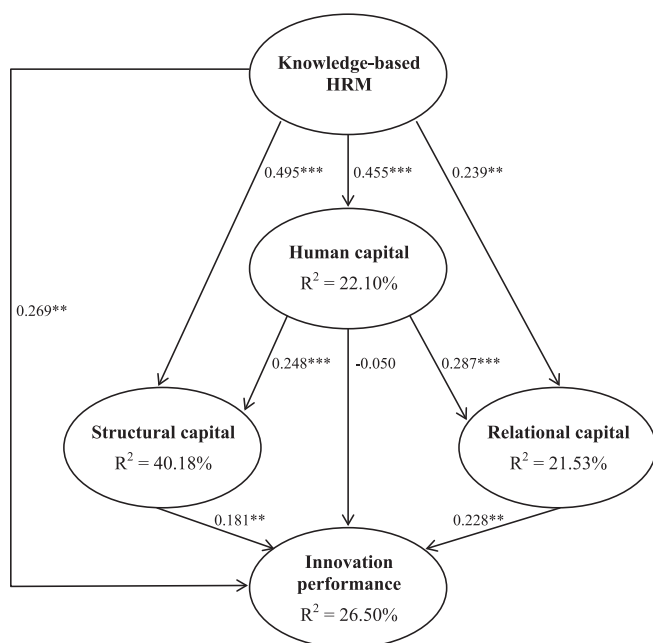 Knowledge-based
HRM
0.495***
0.455***
0.239**
Human capital
R² = 22.10%
0.269**
0.248***
-0.050
0.287***
Structural capital
R² = 40.18%
Relational capital
R² = 21.53%
0.181**
0.228**
Innovation
performance
R² = 26.50%